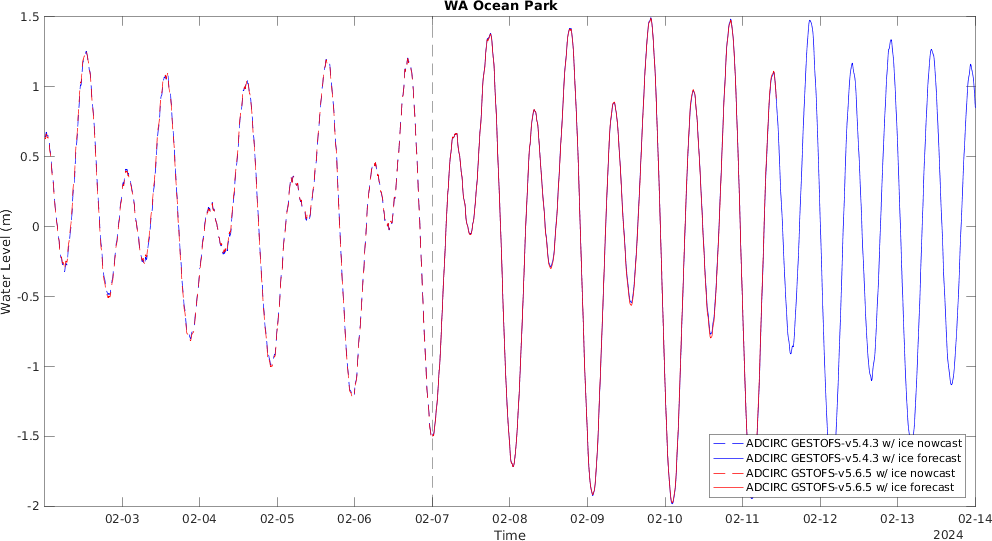 WA Ocean Park
1.5
1
0.5
0
-0.5
-1
-1.5
-2
Water Level (m)
ADCIRC GESTOFS-v5.4.3 w/ ice nowcast
ADCIRC GESTOFS-v5.4.3 w/ ice forecast
ADCIRC GSTOFS-v5.6.5 w/ ice nowcast
ADCIRC GSTOFS-v5.6.5 w/ ice forecast
02-03 02-04 02-05 02-06 02-07 02-08 02-09 02-10 02-11 02-12 02-13 02-14
Time
2024